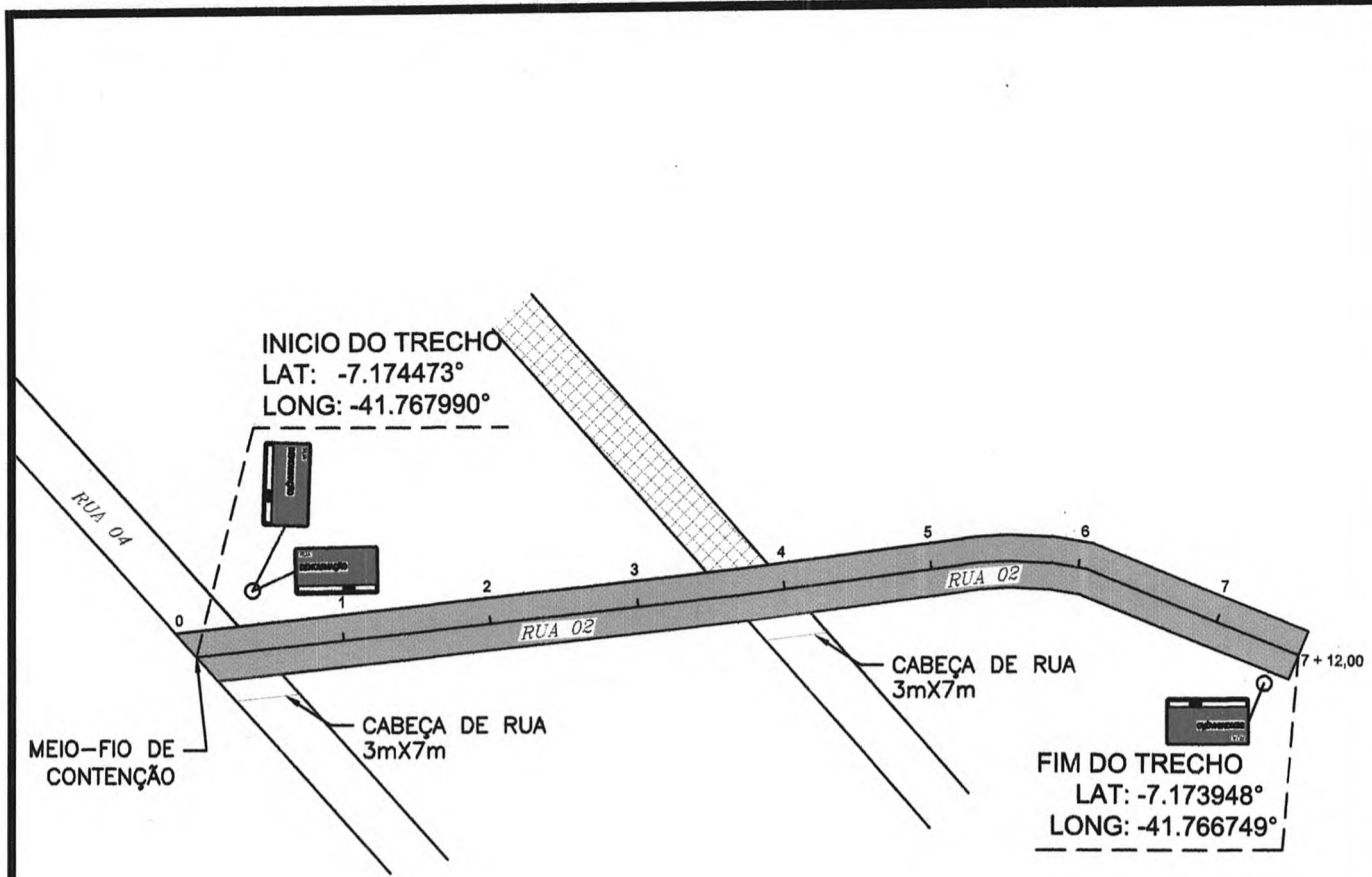 INICIO DO TRECHO
LAT: -7.174473°
LONG: -41.767990°
RUA 04
0
1
2
3
4
5
6
7
7 + 12,00
RUA 02
RUA 02
CABEÇA DE RUA
3mX7m
CABEÇA DE RUA
3mX7m
MEIO-FIO DE
CONTENÇÃO
FIM DO TRECHO
LAT: -7.173948°
LONG: -41.766749°